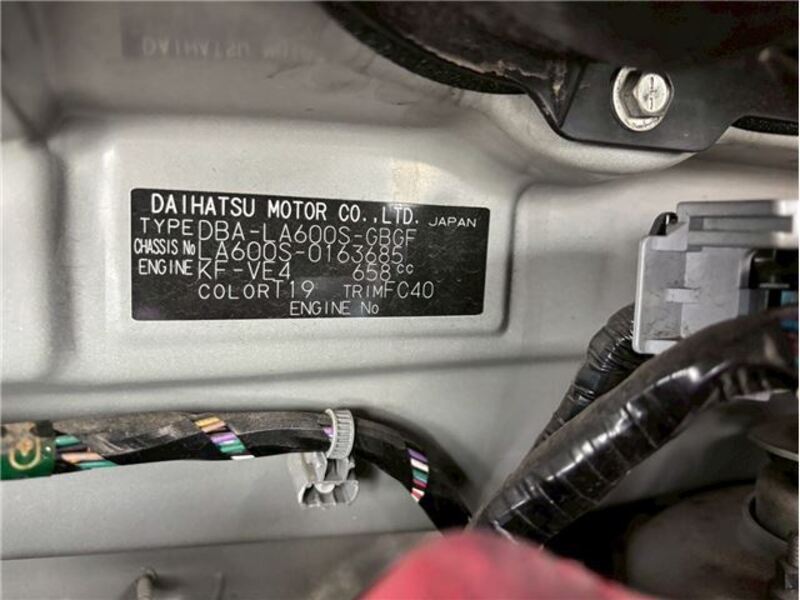 DAIHATSU MOTOR CO.,LTD. JAPAN
TYPE DBA-LA600S-GBGF
CHASSIS No LA600S-0163685
ENGINE KF-VE4 658cc
COLOR T19 TRIM FC40
ENGINE No